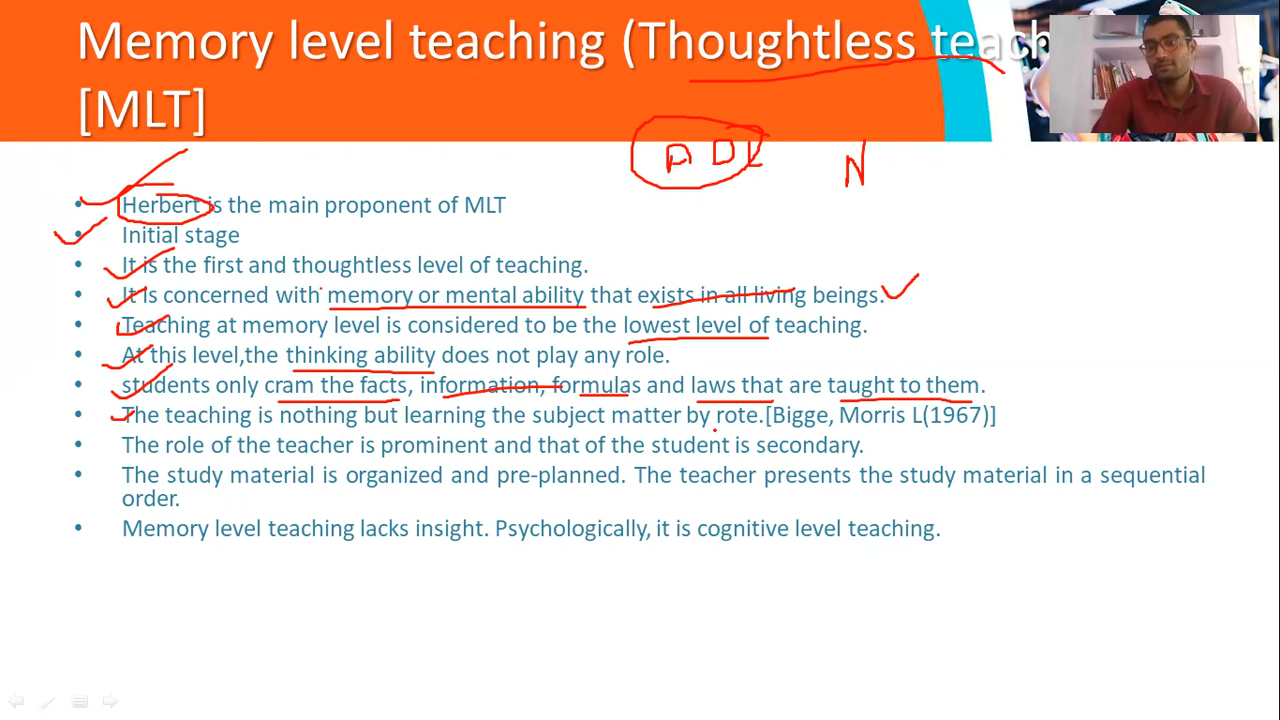 Memory level teaching (Thoughtless teach
[MLT]
N
• Herbert is the main proponent of MLT
• Initial stage
• It is the first and thoughtless level of teaching.
• It is concerned with memory or mental ability that exists in all living beings.
• Teaching at memory level is considered to be the lowest level of teaching.
• At this level,the thinking ability does not play any role.
• students only cram the facts, information, formulas and laws that are taught to them.
• The teaching is nothing but learning the subject matter by rote.[Bigge, Morris L(1967)]
• The role of the teacher is prominent and that of the student is secondary.
• The study material is organized and pre-planned. The teacher presents the study material in a sequential
order.
• Memory level teaching lacks insight. Psychologically, it is cognitive level teaching.